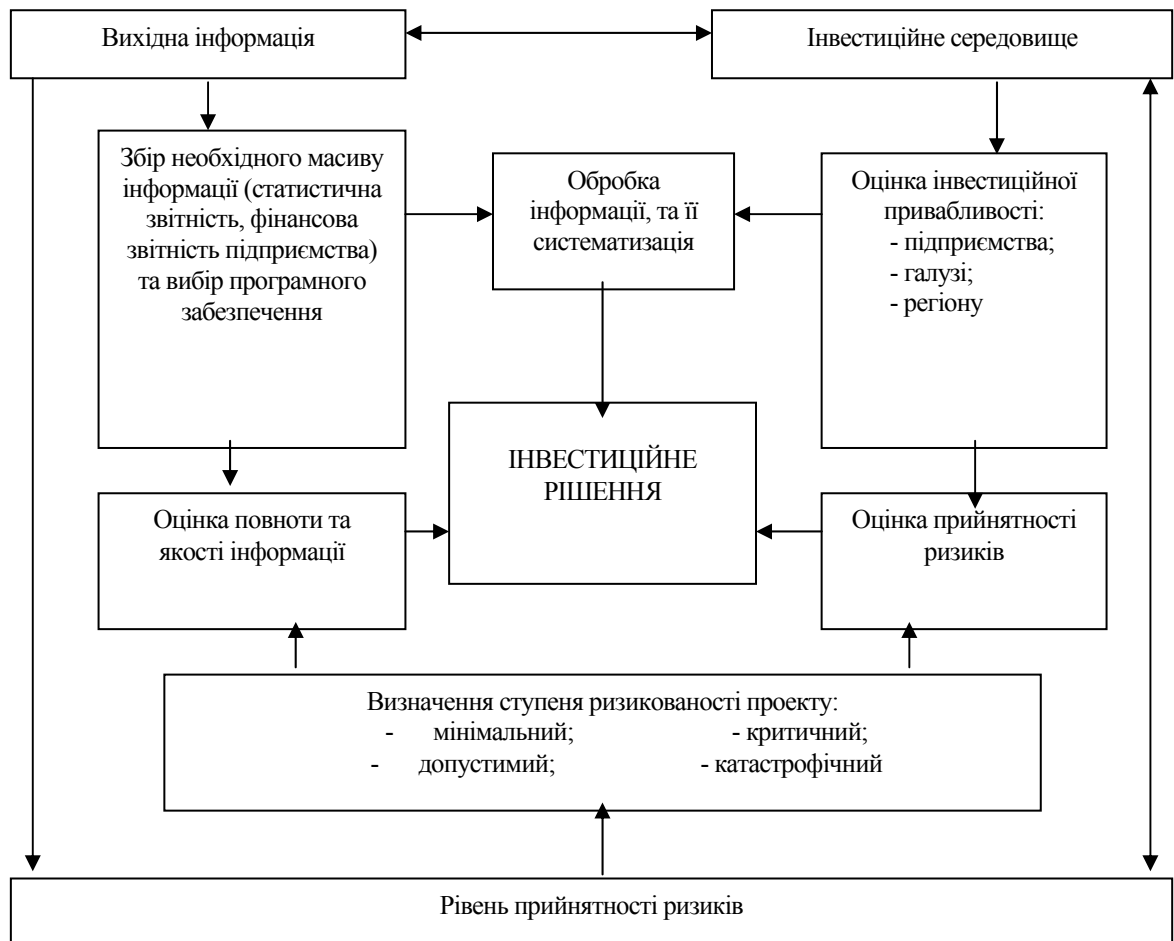 Вихідна інформація
Інвестиційне середовище
Збір необхідного масиву
інформації (статистична
звітність, фінансова
звітність підприємства)
та вибір програмного
забезпечення
Обробка
інформації, та її
систематизація
Оцінка інвестиційної
привабливості:
- підприємства;
- галузі;
- регіону
ІНВЕСТИЦІЙНЕ
РІШЕННЯ
Оцінка повноти та
якості інформації
Оцінка прийнятності
ризиків
Визначення ступеня ризикованості проекту:
- мінімальний; - критичний;
- допустимий; - катастрофічний
Рівень прийнятності ризиків